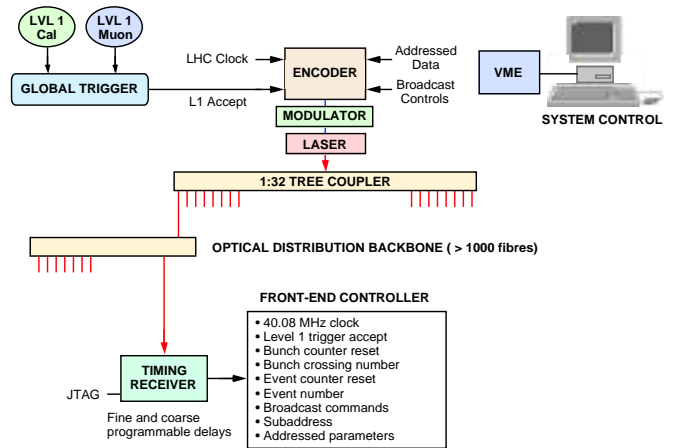 LVL 1
Cal
LVL 1
Muon
GLOBAL TRIGGER
LHC Clock
L1 Accept
ENCODER
Addressed
Data
Broadcast
Controls
VME
SYSTEM CONTROL
MODULATOR
LASER
1:32 TREE COUPLER
OPTICAL DISTRIBUTION BACKBONE ( > 1000 fibres)
FRONT-END CONTROLLER
• 40.08 MHz clock
• Level 1 trigger accept
• Bunch counter reset
• Bunch crossing number
• Event counter reset
• Event number
• Broadcast commands
• Subaddress
• Addressed parameters
TIMING
RECEIVER
JTAG
Fine and coarse
programmable delays